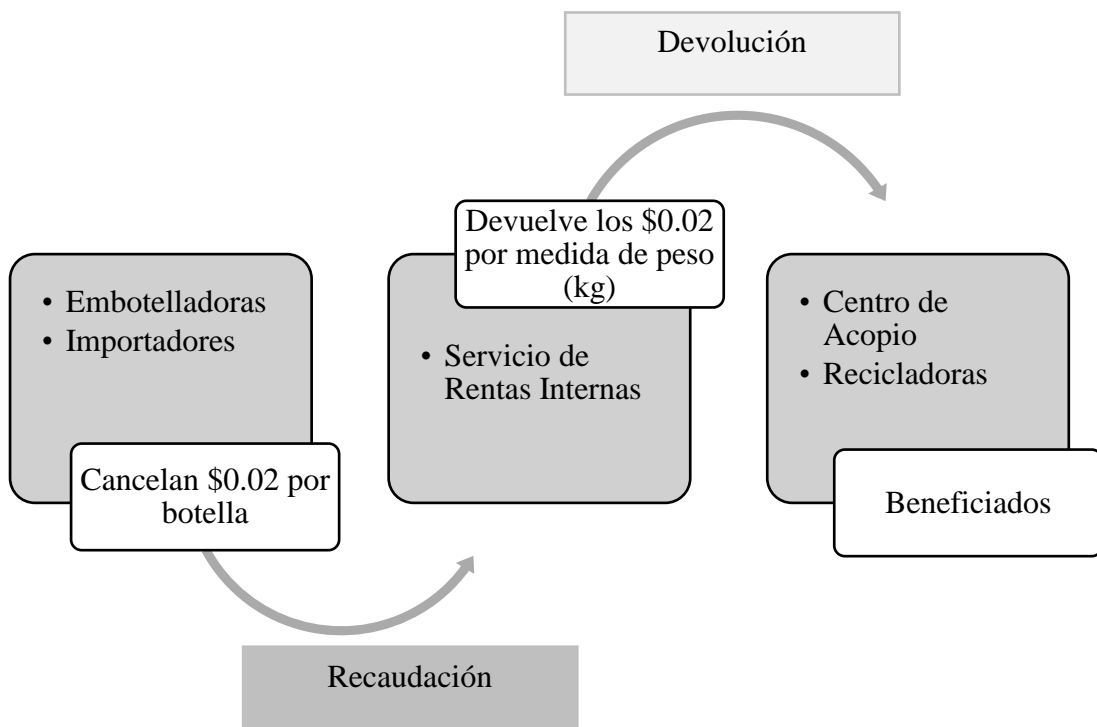 Devolución
• Embotelladoras
• Importadores
Cancelan $0.02 por
botella
Recaudación
Devuelve los $0.02
por medida de peso
(kg)
• Servicio de
Rentas Internas
• Centro de
Acopio
• Recicladoras
Beneficiados